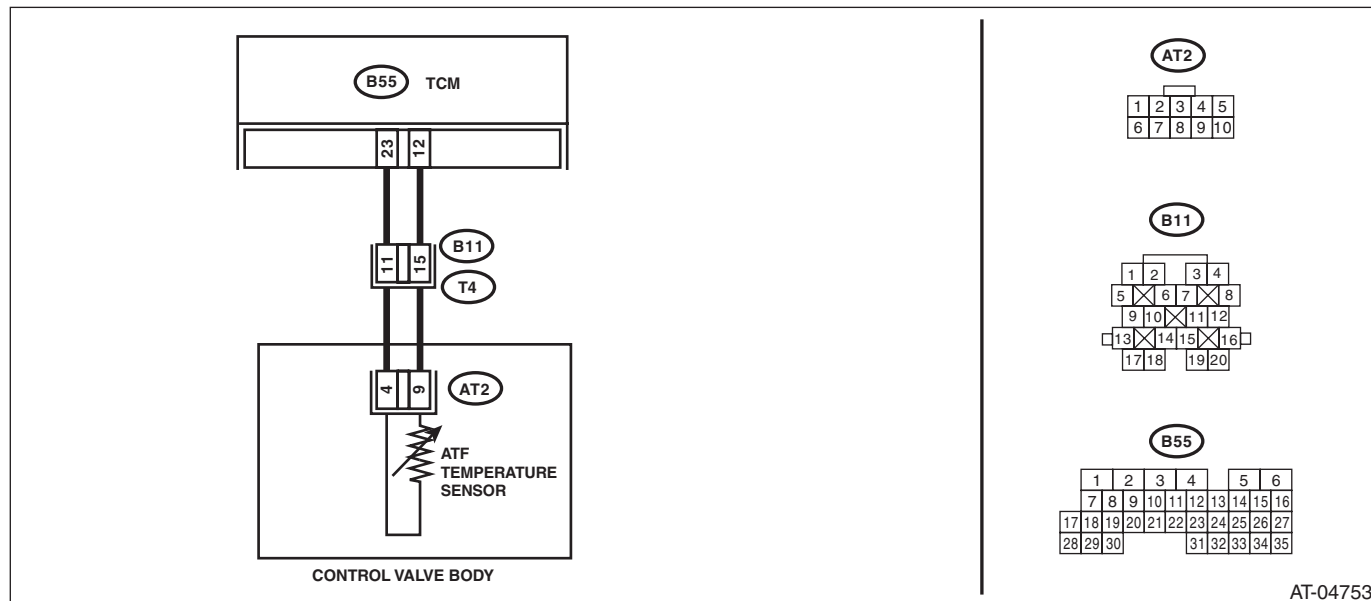 B55 TCM
23 12
B11
11 15
T4
4 9
AT2
ATF
TEMPERATURE
SENSOR
CONTROL VALVE BODY
AT2
1 2 3 4 5
6 7 8 9 10
B11
1 2 3 4
5 6 7 8
9 10 11 12
13 14 15 16
17 18 19 20
B55
1 2 3 4 5 6
7 8 9 10 11 12 13 14 15 16
17 18 19 20 21 22 23 24 25 26 27
28 29 30 31 32 33 34 35
AT-04753